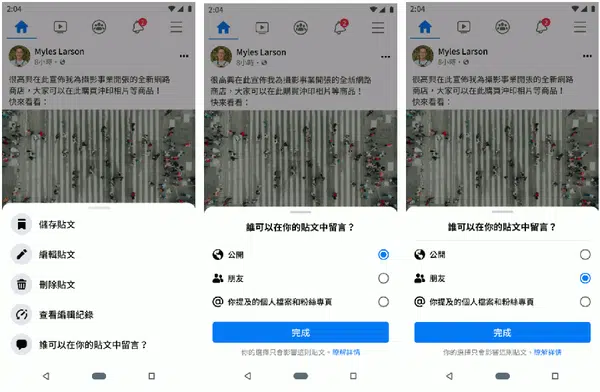 2:04
2
Myles Larson
8小時·
很高興在此宣佈我為攝影事業開張的全新網路
商店，大家可以在此購買沖印相片等商品！
快來看看：
儲存貼文
編輯貼文
刪除貼文
查看編輯紀錄
誰可以在你的貼文中留言？
2:04
2
Myles Larson
8小時·
很高興在此宣佈我為攝影事業開張的全新網路
商店，大家可以在此購買沖印相片等商品！
快來看看：
誰可以在你的貼文中留言？
公開
朋友
@ 你提及的個人檔案和粉絲專頁
完成
你的選擇只會影響這則貼文。瞭解詳情
2:04
Myles Larson
8小時·
很高興在此宣佈我為攝影事業開張的全新網路
商店，大家可以在此購買沖印相片等商品！
快來看看：
誰可以在你的貼文中留言？
公開
朋友
@ 你提及的個人檔案和粉絲專頁
完成
你的選擇只會影響這則貼文。瞭解詳情